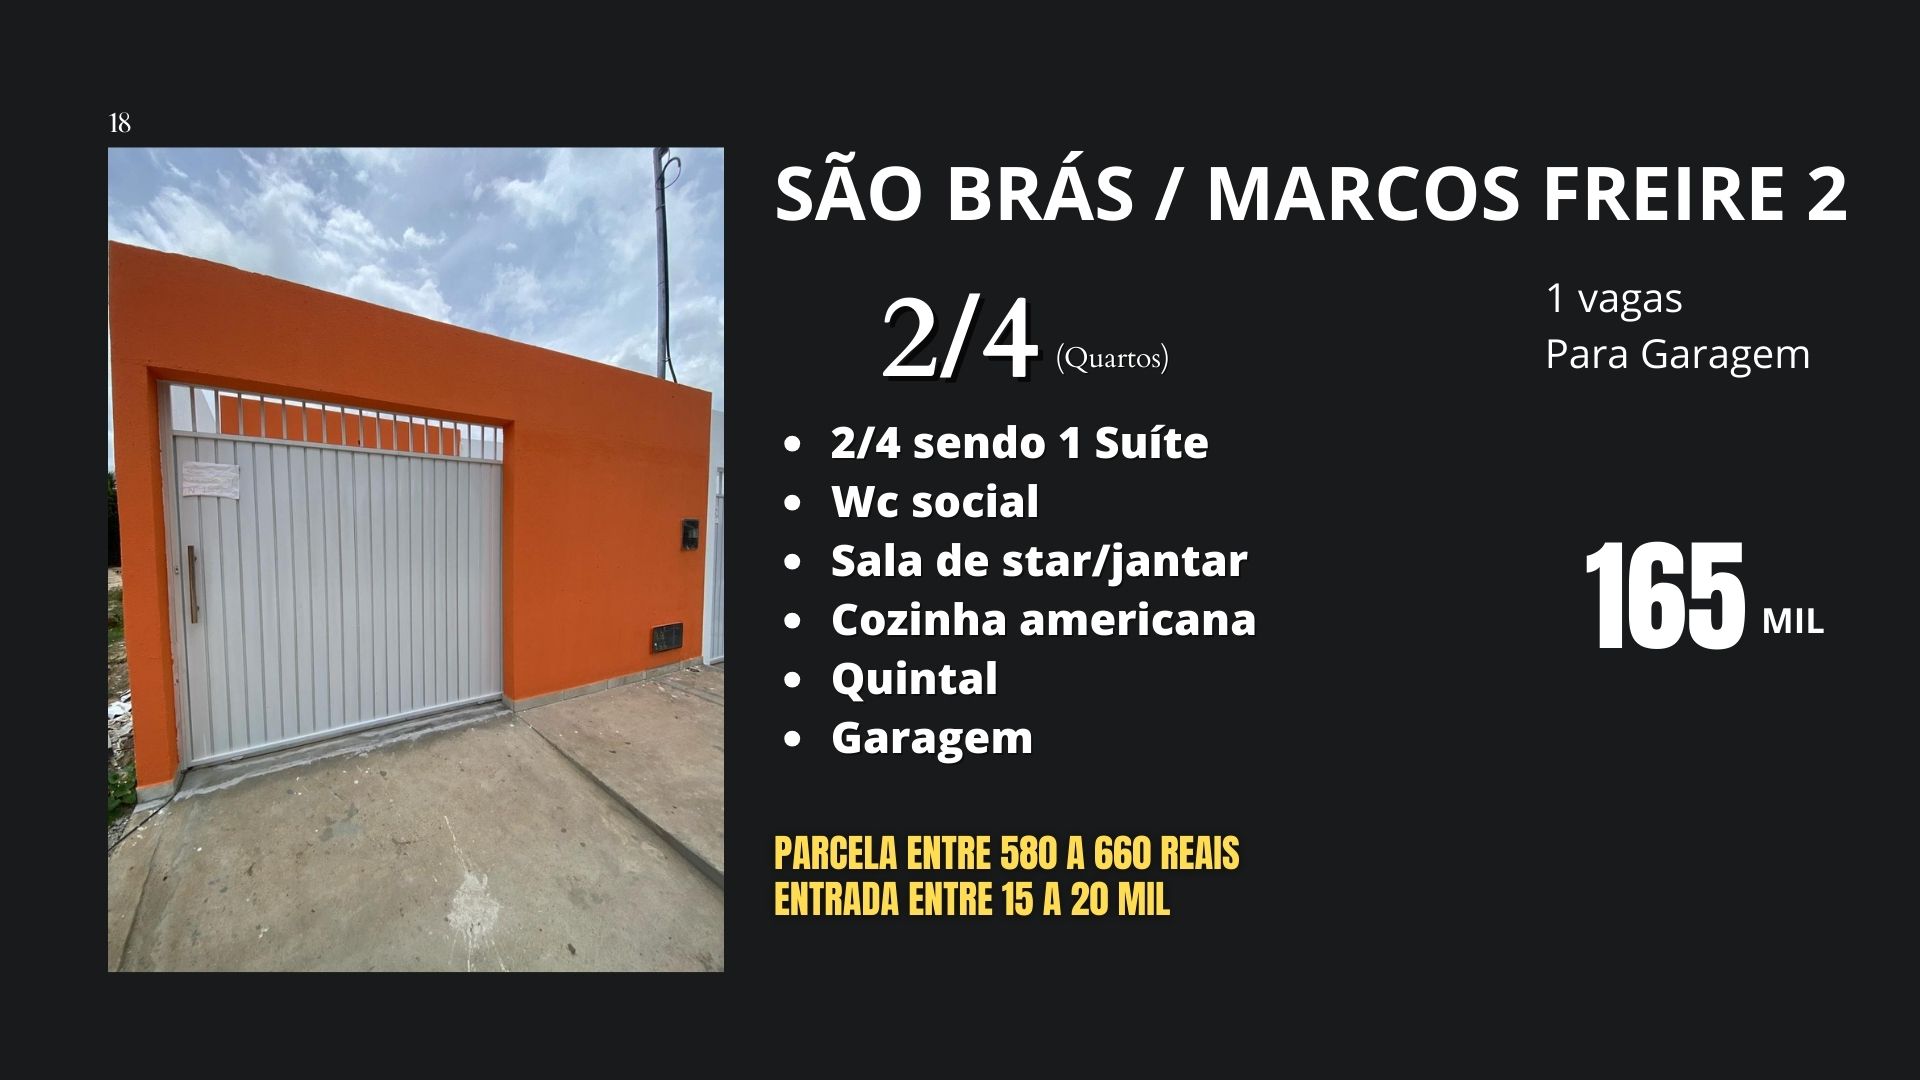 18
SÃO BRÁS / MARCOS FREIRE 2
2/4 (Quartos)
1 vagas
Para Garagem
• 2/4 sendo 1 Suíte
• Wc social
• Sala de star/jantar
• Cozinha americana
• Quintal
• Garagem
165 MIL
PARCELA ENTRE 580 A 660 REAIS
ENTRADA ENTRE 15 A 20 MIL